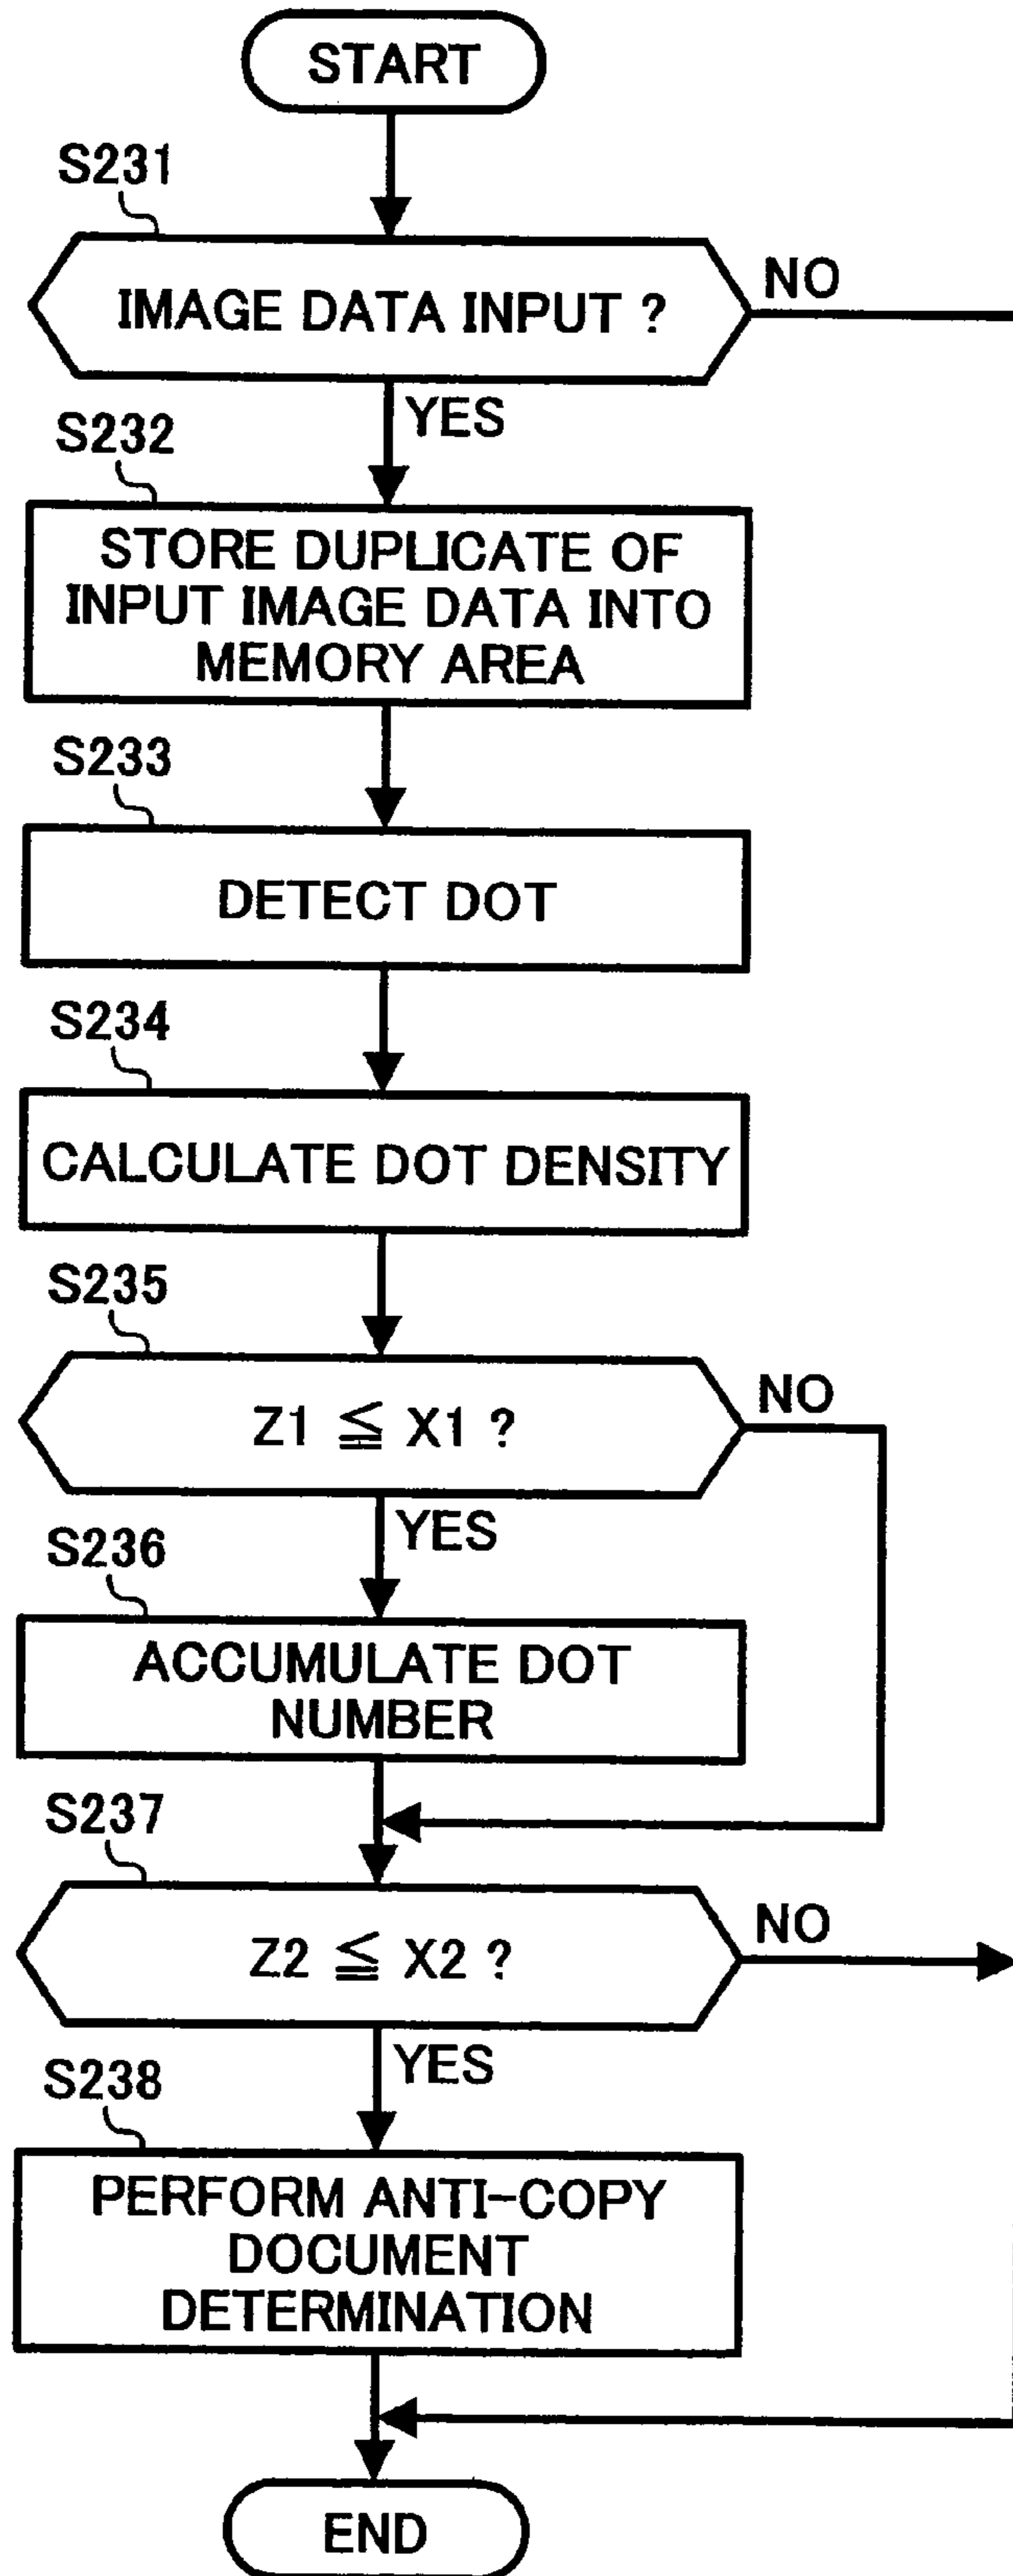 START
S231
IMAGE DATA INPUT ?
NO
YES
S232
STORE DUPLICATE OF
INPUT IMAGE DATA INTO
MEMORY AREA
S233
DETECT DOT
S234
CALCULATE DOT DENSITY
S235
Z1 ≦ X1 ?
NO
YES
S236
ACCUMULATE DOT
NUMBER
S237
Z2 ≦ X2 ?
NO
YES
S238
PERFORM ANTI-COPY
DOCUMENT
DETERMINATION
END